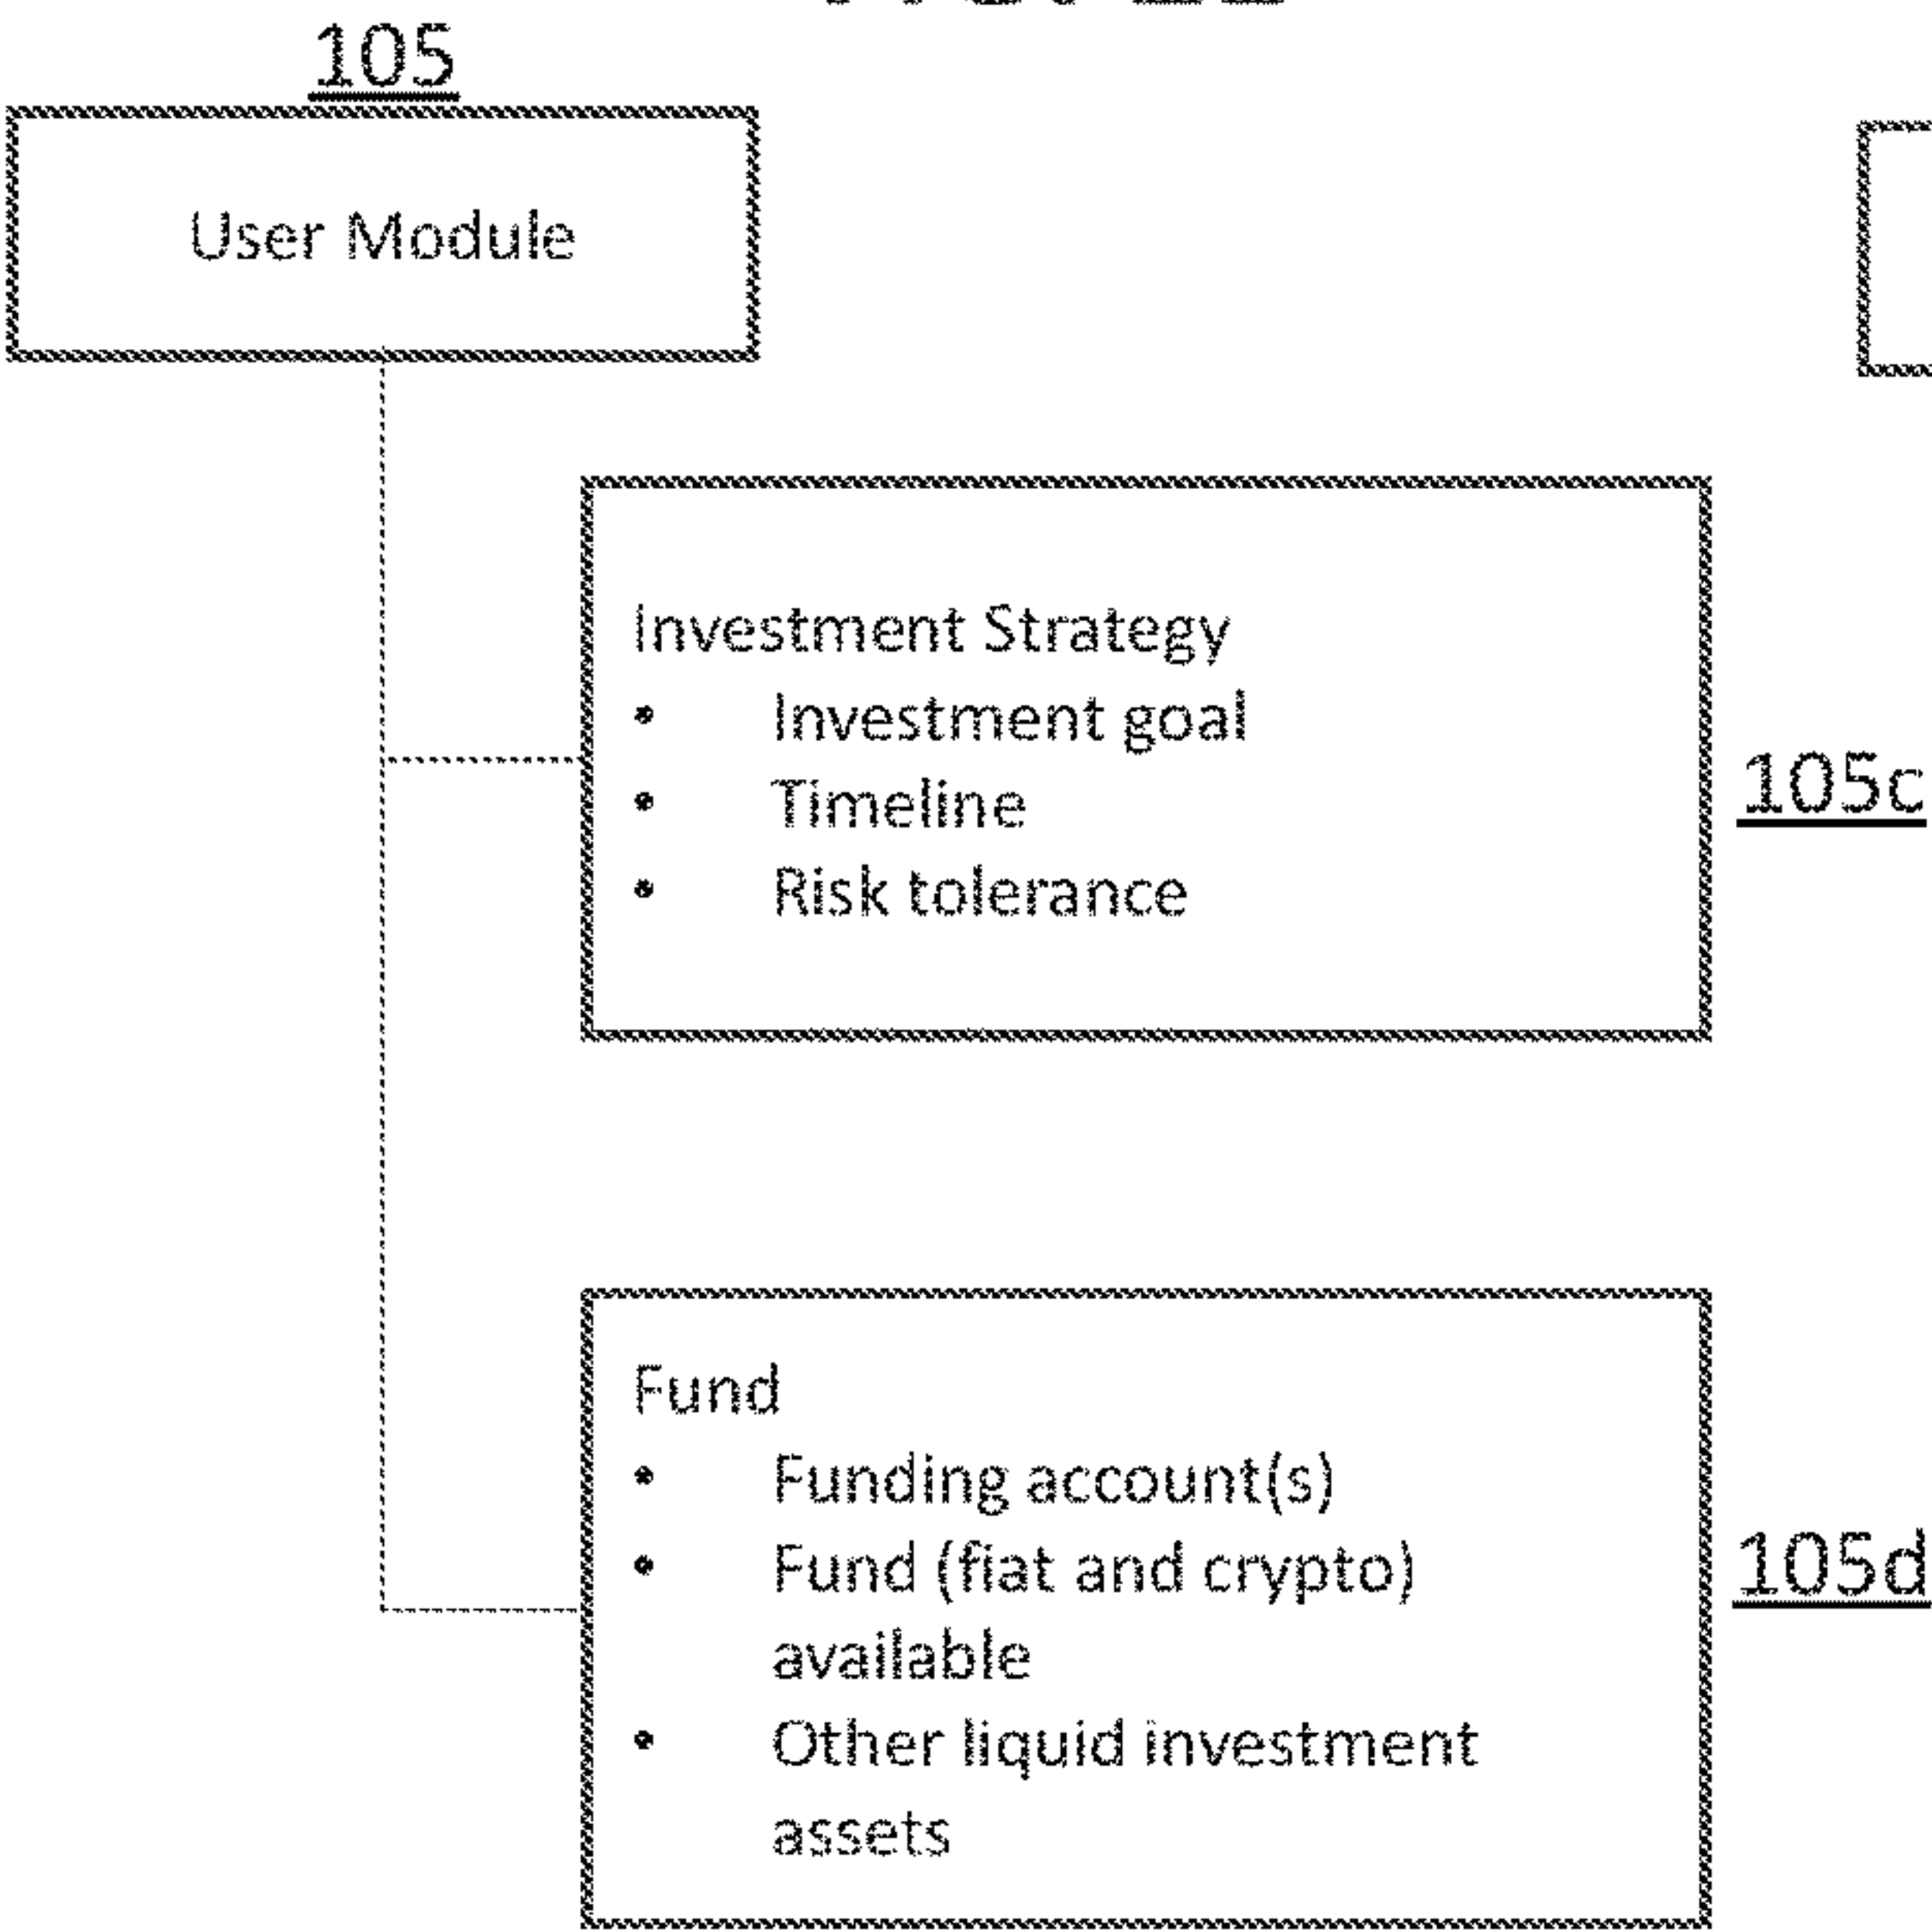 105
User Module
Investment Strategy
• Investment goal
• Timeline
• Risk tolerance
105c
Fund
• Funding account(s)
• Fund (fiat and crypto)
available
• Other liquid investment
assets
105d